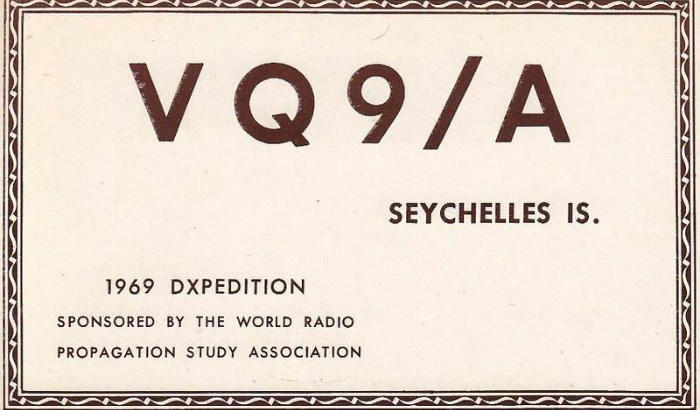 VQ9/A
SEYCHELLES IS.
1969 DXPEDITION
SPONSORED BY THE WORLD RADIO
PROPAGATION STUDY ASSOCIATION